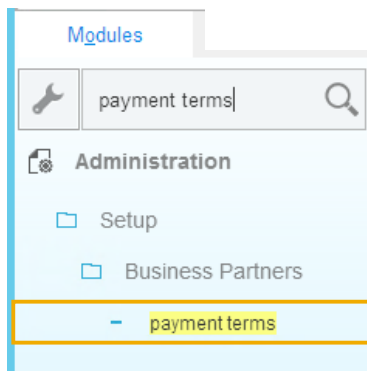 Modules
payment terms
Administration
Setup
Business Partners
payment terms